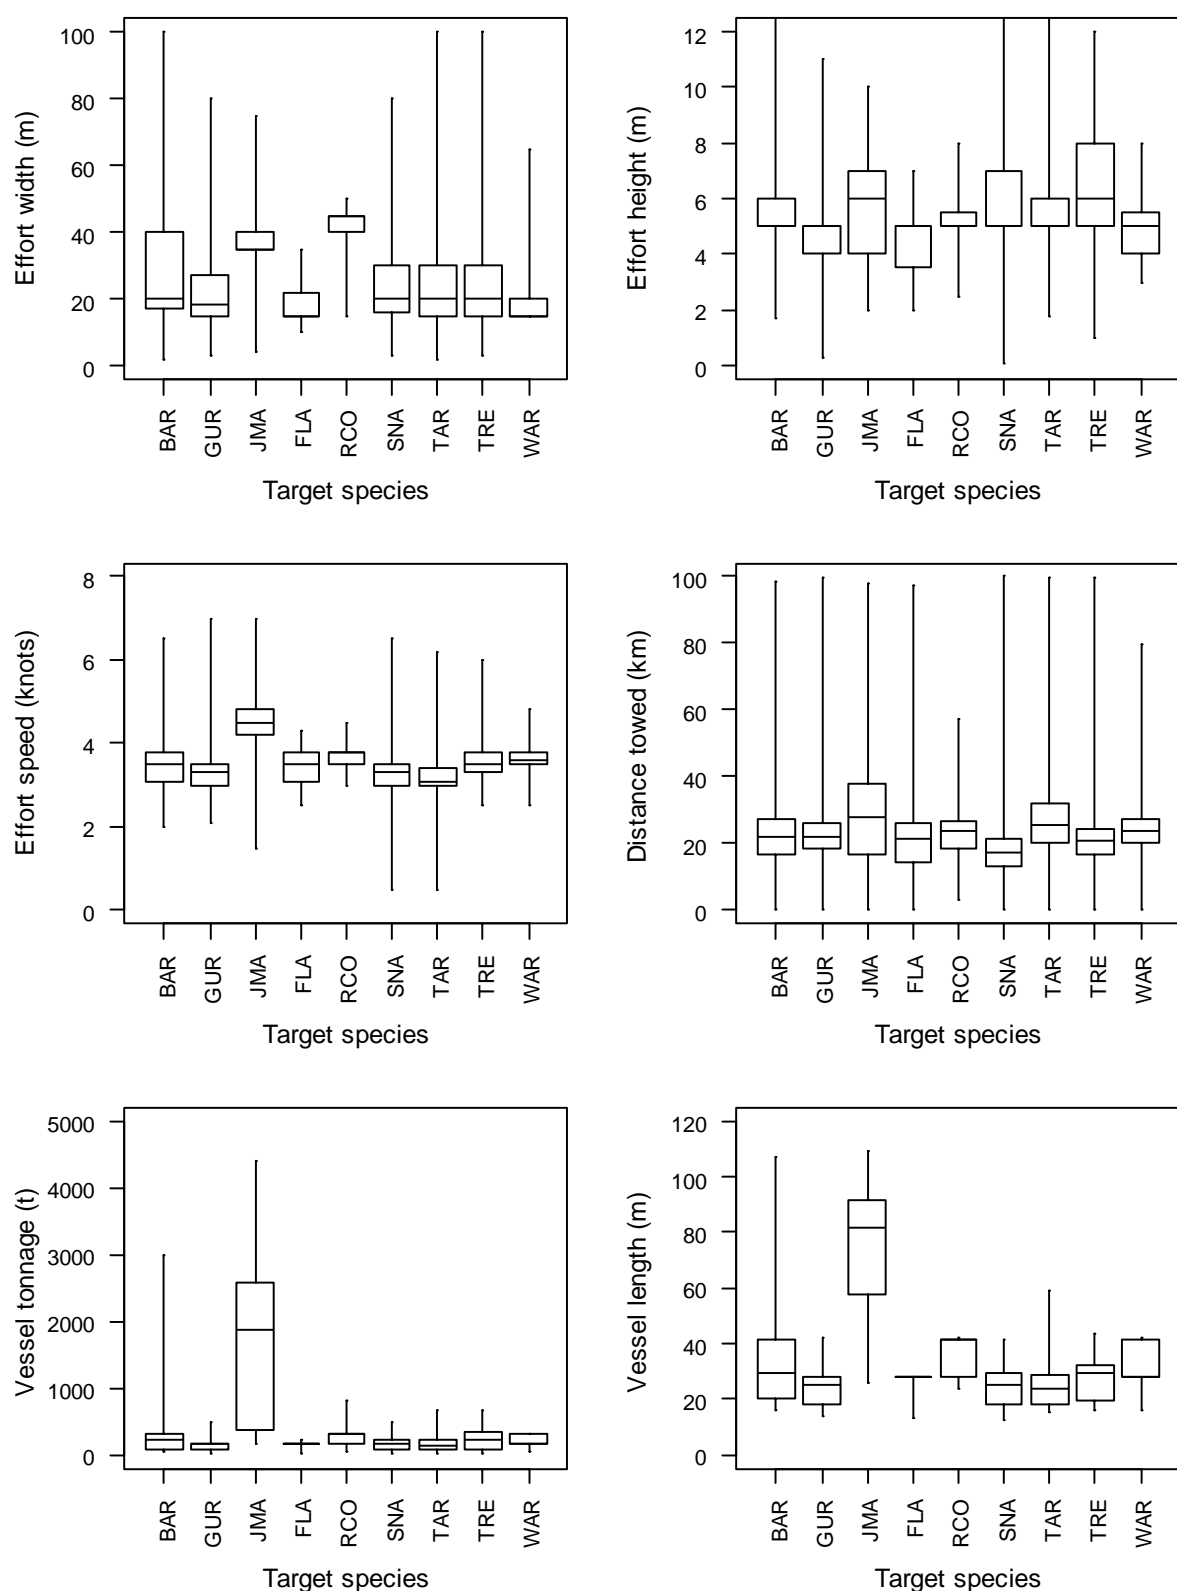 Effort width (m)
100
80
60
40
20
0
BAR GUR JMA FLA RCO SNA TAR TRE WAR
Target species
Effort height (m)
12
10
8
6
4
2
0
BAR GUR JMA FLA RCO SNA TAR TRE WAR
Target species
Effort speed (knots)
8
6
4
2
0
BAR GUR JMA FLA RCO SNA TAR TRE WAR
Target species
Distance towed (km)
100
80
60
40
20
0
BAR GUR JMA FLA RCO SNA TAR TRE WAR
Target species
Vessel tonnage (t)
5000
4000
3000
2000
1000
0
BAR GUR JMA FLA RCO SNA TAR TRE WAR
Target species
Vessel length (m)
120
100
80
60
40
20
0
BAR GUR JMA FLA RCO SNA TAR TRE WAR
Target species